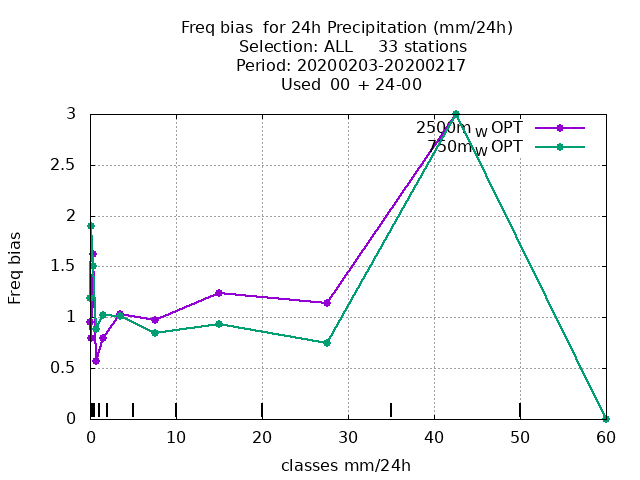 Freq bias  for 24h Precipitation (mm/24h)
Selection: ALL     33 stations
Period: 20200203-20200217
Used  00 + 24-00
2500m W OPT
750m W OPT
3
2.5
2
1.5
1
0.5
0
Freq bias
0 10 20 30 40 50 60
classes mm/24h